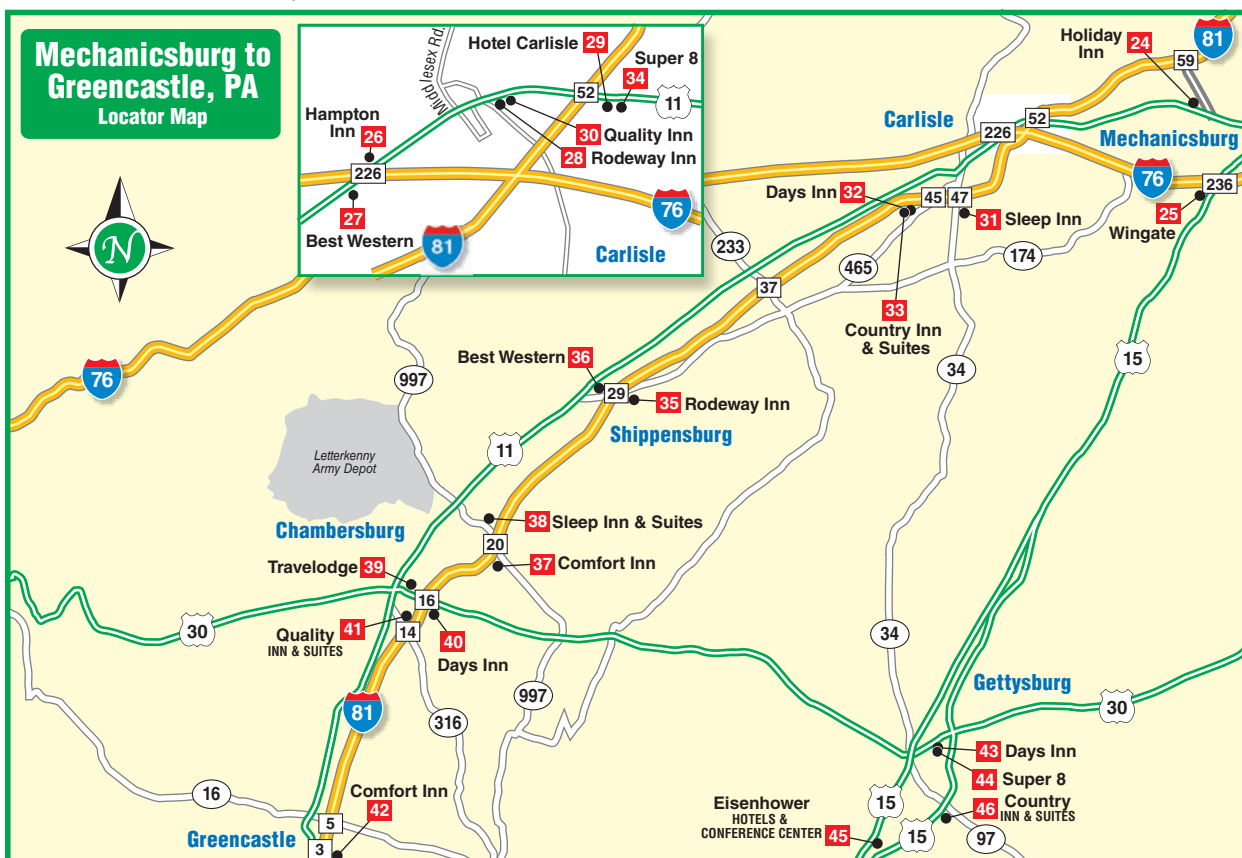 Mechanicsburg to
Greencastle, PA
Locator Map
Hotel Carlisle 29
Super 8
34
Middlesex Rd.
52
11
Hampton
Inn
26
30 Quality Inn
28 Rodeway Inn
226
27
Best Western
76
81
Carlisle
Holiday
Inn
24
81
59
52
Carlisle
226
Mechanicsburg
76
236
Days Inn 32
45
47
25
Wingate
31 Sleep Inn
N
233
174
465
37
33
Country Inn
& Suites
15
34
Best Western 36
76
997
29
35 Rodeway Inn
Shippensburg
11
Letterkenny
Army Depot
38 Sleep Inn & Suites
Chambersburg
20
37 Comfort Inn
Travelodge 39
16
30
41
Quality
INN & SUITES
14
40
Days Inn
34
Gettysburg
997
81
316
30
43 Days Inn
44 Super 8
16
Comfort Inn
42
Eisenhower
HOTELS &
CONFERENCE CENTER 45
15
46 Country
INN & SUITES
5
Greencastle
3
15
97